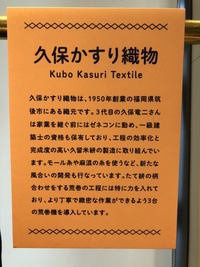 久保かすり織物
Kubo Kasuri Textile
久保かすり織物は、1950年創業の福岡県筑
後市にある織元です。3代目の久保竜二さん
は家業を継ぐ前にはゼネコンに勤め、一級建
築士の資格も保有しており、工程の効率化と
完成度の高い久留米絣の製造に取り組んでい
ます。モール糸や麻混の糸を使うなど、新たな
風合いの開発も行なっています。たて絣の柄
合わせをする荒巻の工程には特に力を入れて
おり、より丁寧で緻密な作業ができるよう3台
の荒巻機を導入しています。